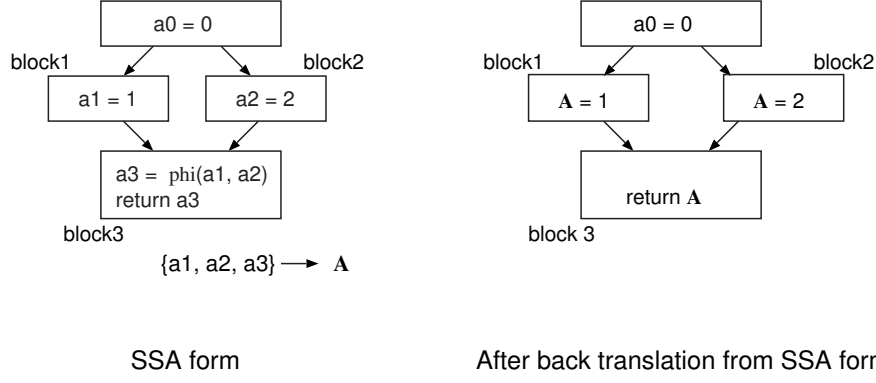 a0 = 0
block1
block2
a1 = 1
a2 = 2
a3 = phi(a1, a2)
return a3
block3
{a1, a2, a3} A
SSA form
a0 = 0
block1
block2
A = 1
A = 2
return A
block 3
After back translation from SSA form